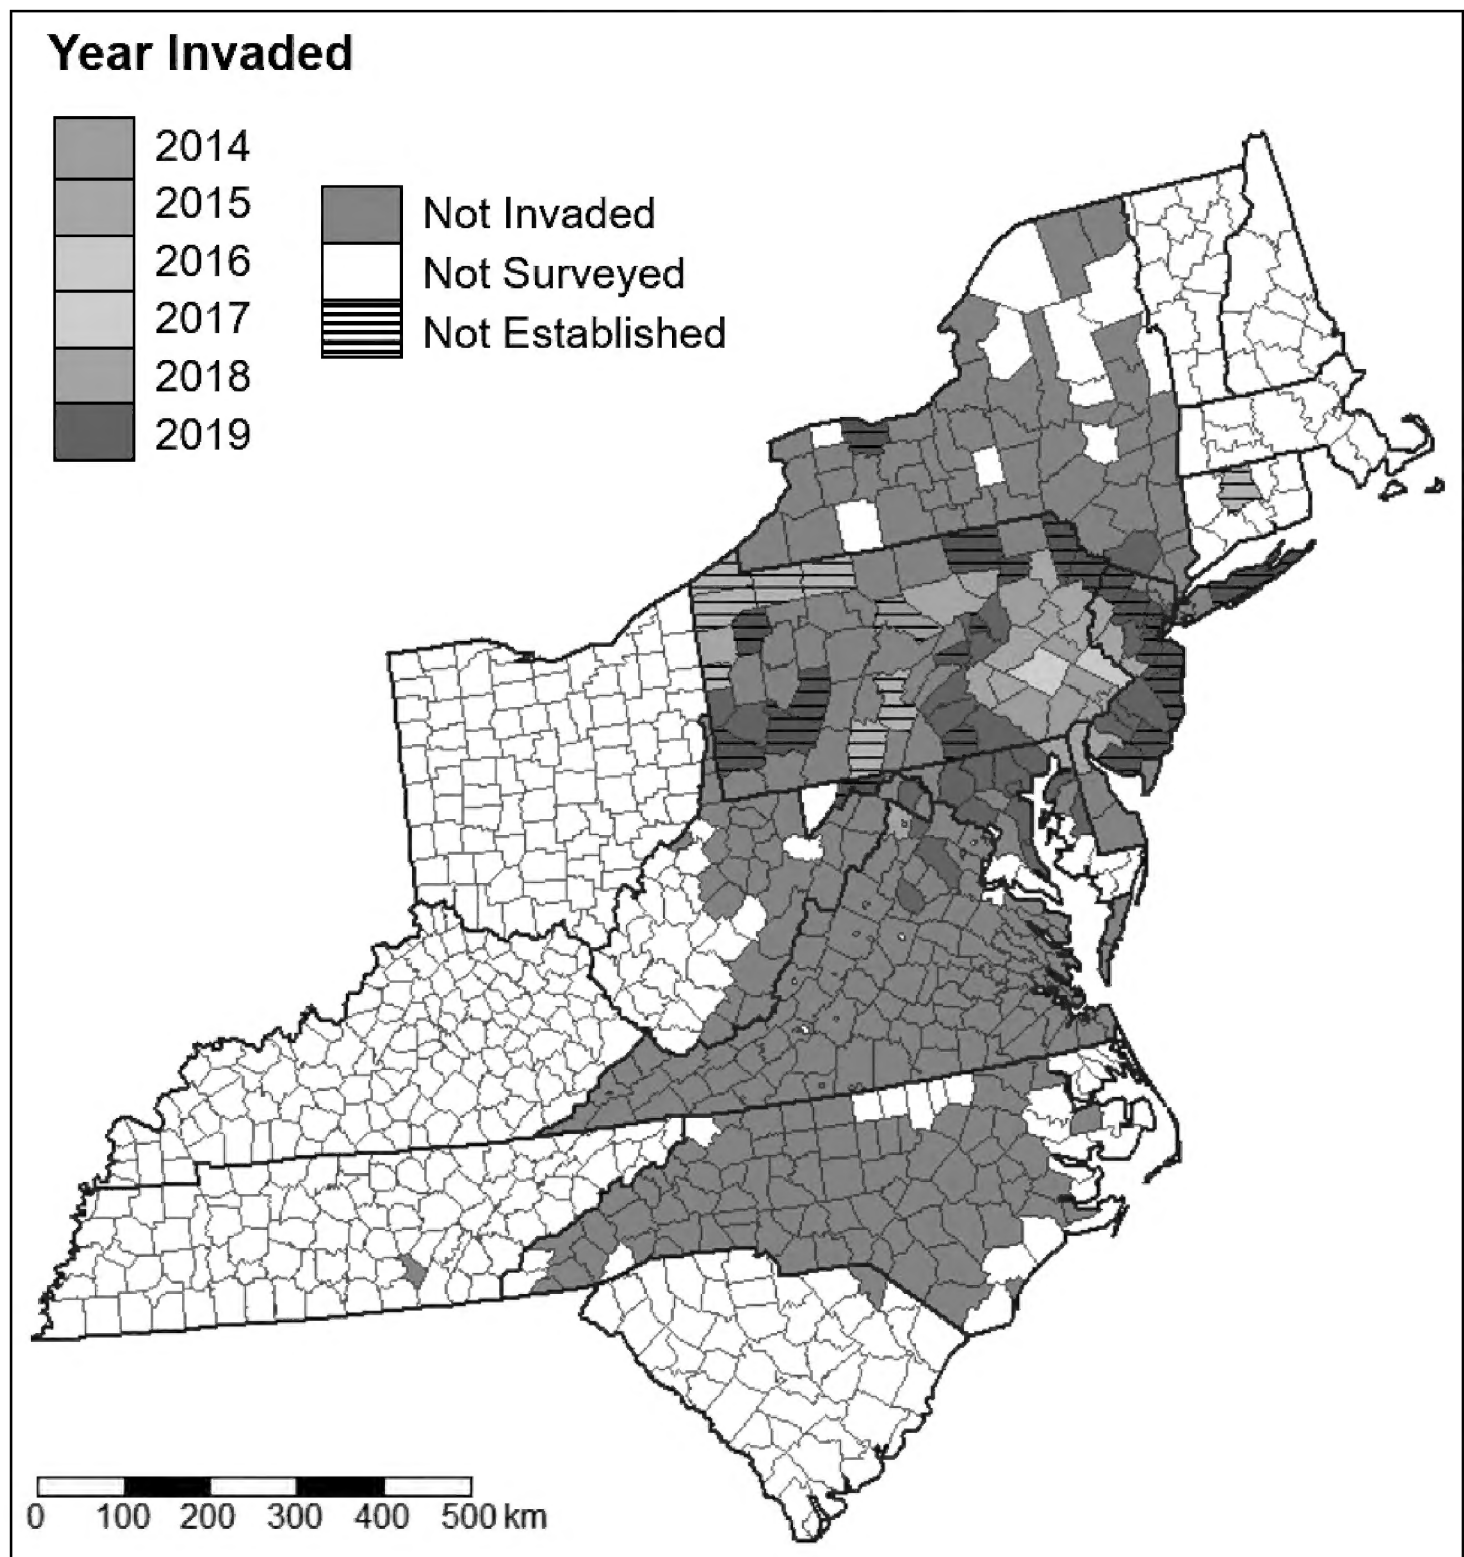 Year Invaded
2014
2015
2016
2017
2018
2019
Not Invaded
Not Surveyed
Not Established
0 100 200 300 400 500 km